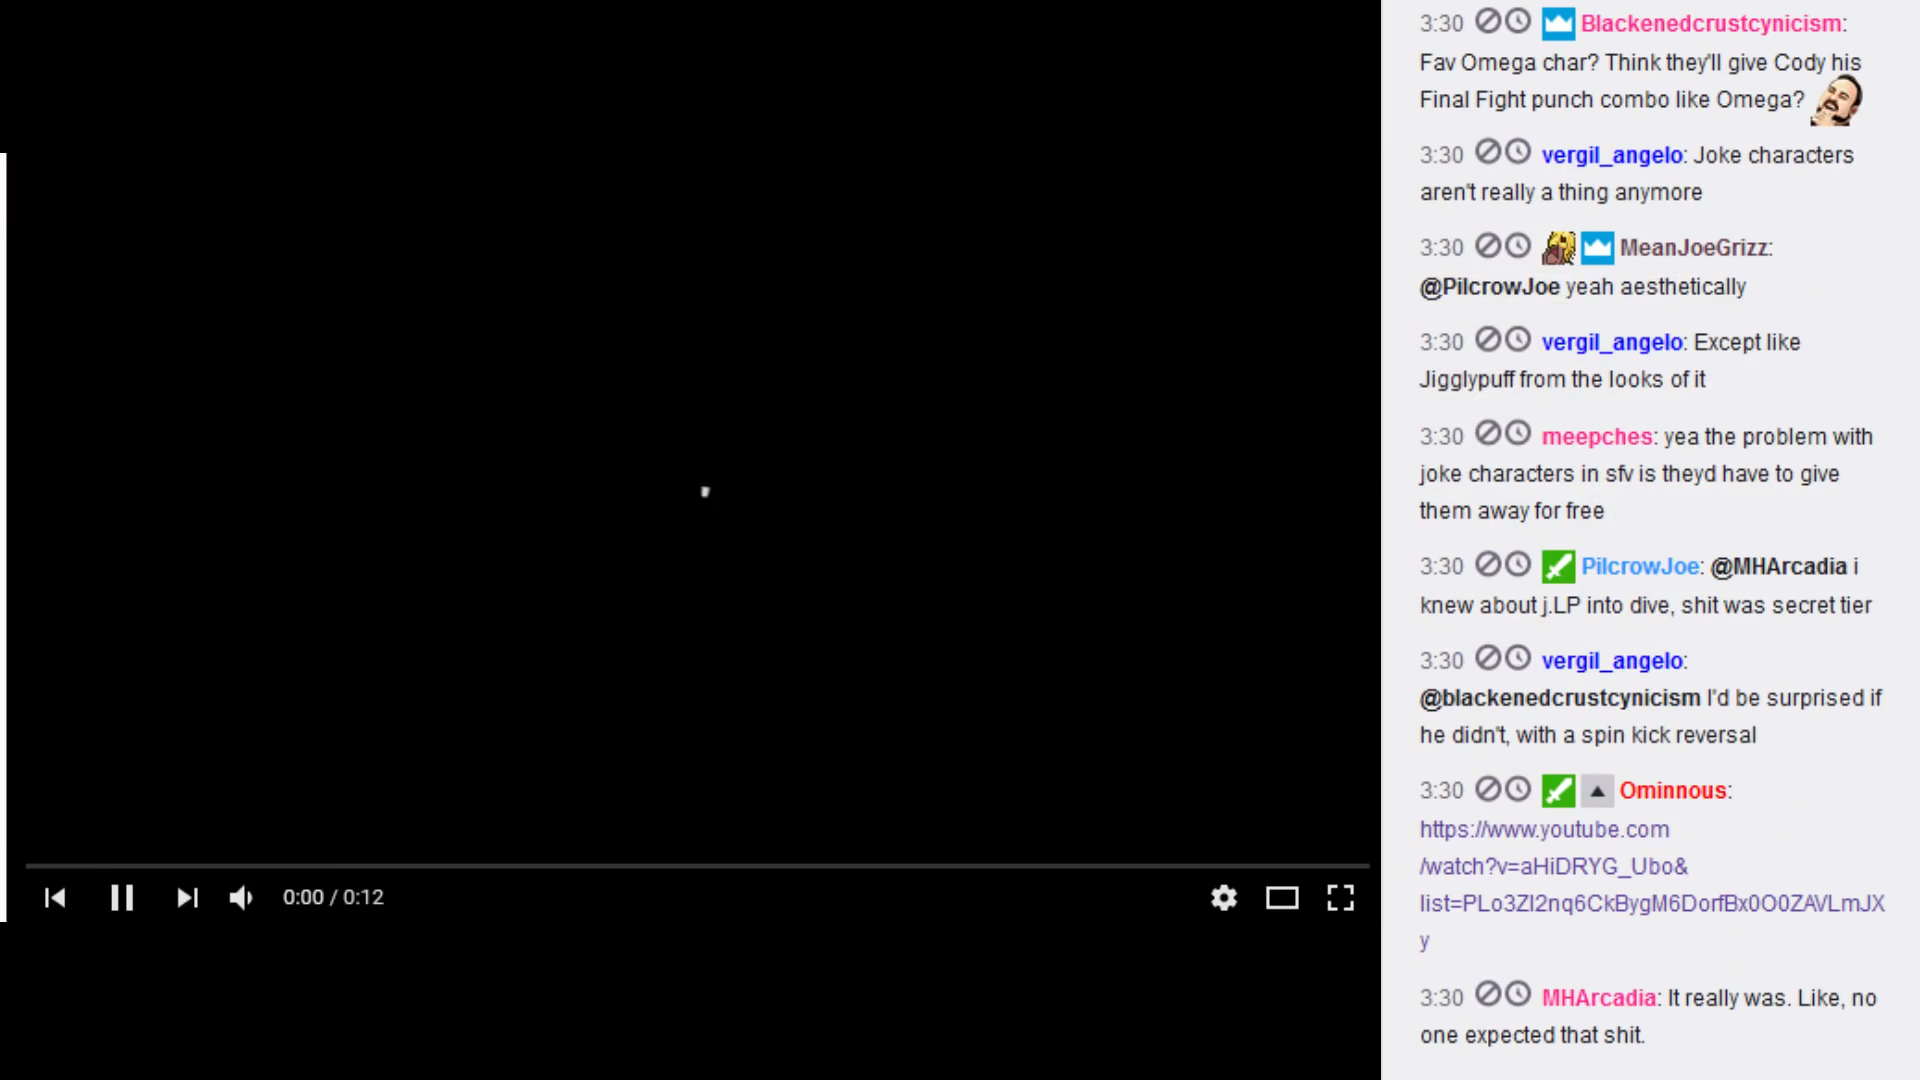 3:30 Blackenedcrustcynicism:
Fav Omega char? Think they'll give Cody his
Final Fight punch combo like Omega?
3:30 vergil_angelo: Joke characters
aren't really a thing anymore
3:30 MeanJoeGrizz:
@PilcrowJoe yeah aesthetically
3:30 vergil_angelo: Except like
Jigglypuff from the looks of it
3:30 meepches: yea the problem with
joke characters in sfv is theyd have to give
them away for free
3:30 PilcrowJoe: @MHArcadia i
knew about j.LP into dive, shit was secret tier
3:30 vergil_angelo:
@blackenedcrustcynicism I'd be surprised if
he didn't, with a spin kick reversal
3:30 Ominnous:
https://www.youtube.com
/watch?v=aHiDRYG_Ubo&
list=PLo3Zl2nq6CkBygM6DorfBx0O0ZAVLmJX
y
3:30 MHArcadia: It really was. Like, no
one expected that shit.
0:00 / 0:12